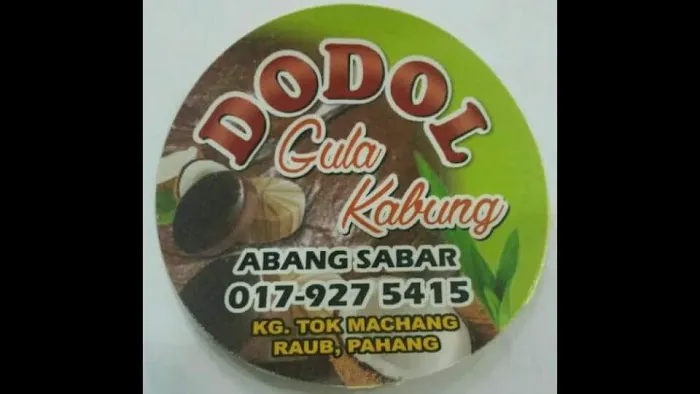 DODOL
Gula
Kabung
ABANG SABAR
017-927 5415
KG. TOK MACHANG
RAUB, PAHANG